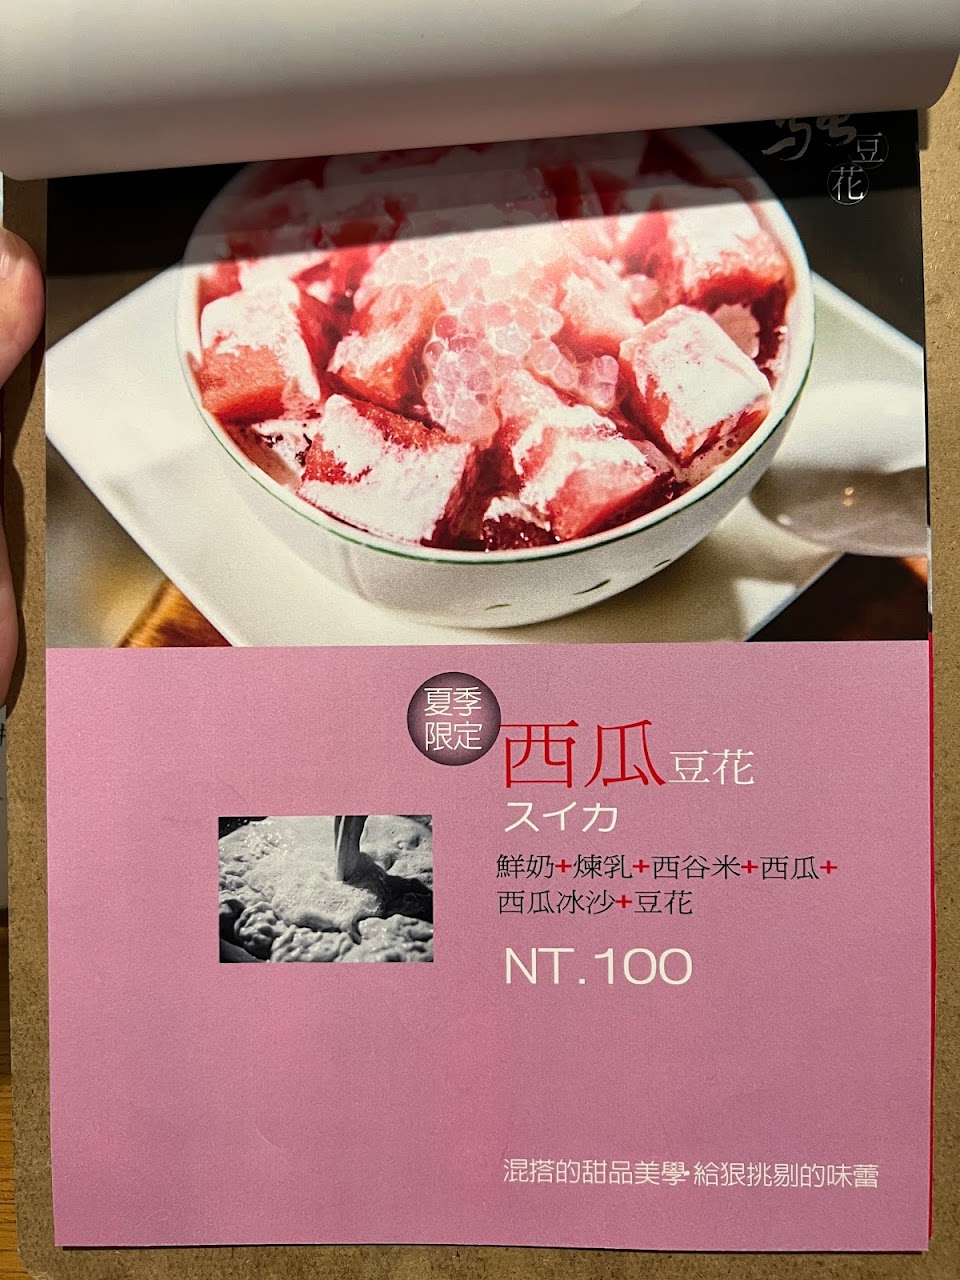 豆
花
夏季
限定
西瓜豆花
スイカ
鮮奶+煉乳+西谷米+西瓜+
西瓜冰沙+豆花
NT.100
混搭的甜品美學·給狠挑剔的味蕾